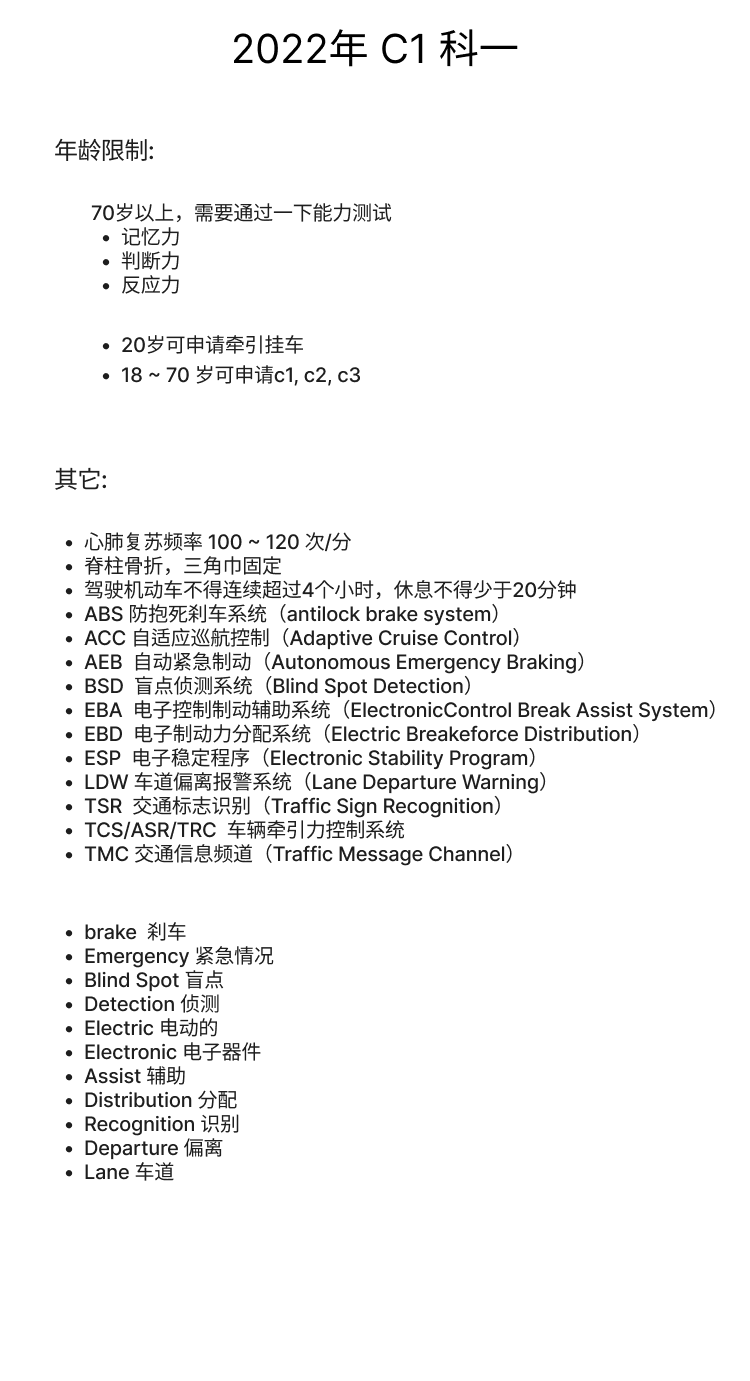 2022年 C1 科一
年龄限制:
70岁以上，需要通过一下能力测试
• 记忆力
• 判断力
• 反应力
• 20岁可申请牵引挂车
• 18 ~ 70 岁可申请c1, c2, c3
其它:
• 心肺复苏频率 100 ~ 120 次/分
• 脊柱骨折，三角巾固定
• 驾驶机动车不得连续超过4个小时，休息不得少于20分钟
• ABS 防抱死刹车系统（antilock brake system）
• ACC 自适应巡航控制（Adaptive Cruise Control）
• AEB  自动紧急制动（Autonomous Emergency Braking）
• BSD  盲点侦测系统（Blind Spot Detection）
• EBA  电子控制制动辅助系统（ElectronicControl Break Assist System）
• EBD  电子制动力分配系统（Electric Breakeforce Distribution）
• ESP  电子稳定程序（Electronic Stability Program）
• LDW 车道偏离报警系统（Lane Departure Warning）
• TSR  交通标志识别（Traffic Sign Recognition）
• TCS/ASR/TRC  车辆牵引力控制系统
• TMC 交通信息频道（Traffic Message Channel）
• brake  刹车
• Emergency 紧急情况
• Blind Spot 盲点
• Detection 侦测
• Electric 电动的
• Electronic 电子器件
• Assist 辅助
• Distribution 分配
• Recognition 识别
• Departure 偏离
• Lane 车道